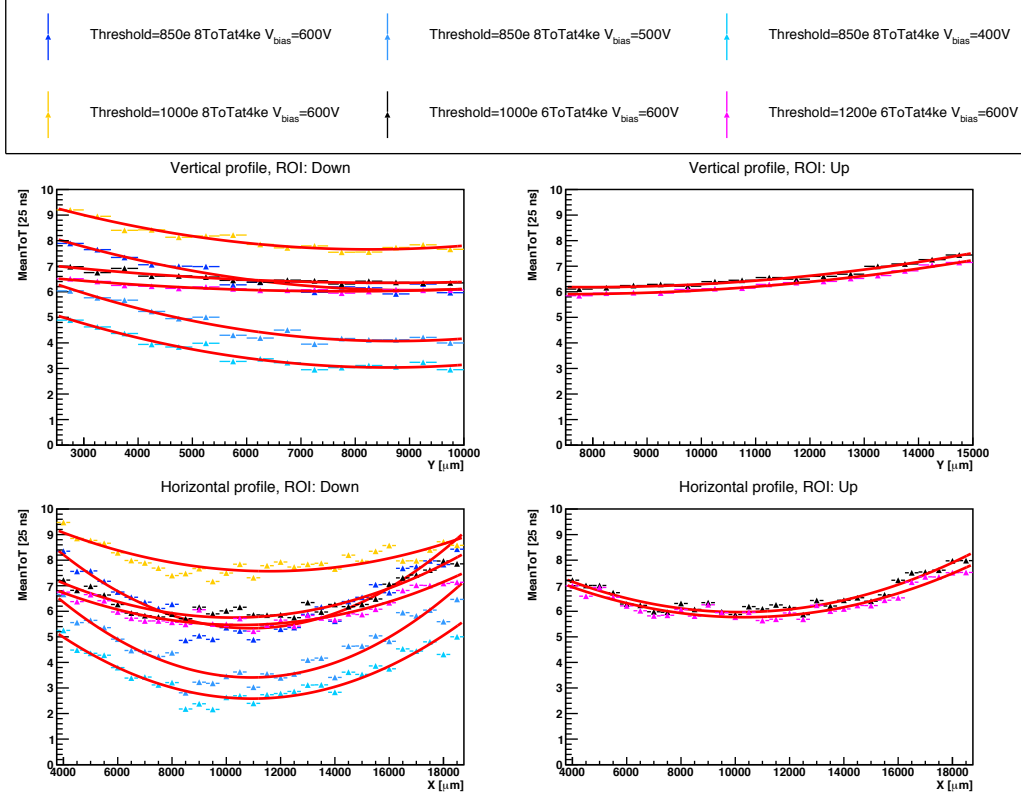 Threshold=850e 8ToTat4ke V_bias=600V Threshold=850e 8ToTat4ke V_bias=500V Threshold=850e 8ToTat4ke V_bias=400V
Threshold=1000e 8ToTat4ke V_bias=600V Threshold=1000e 6ToTat4ke V_bias=600V Threshold=1200e 6ToTat4ke V_bias=600V
Vertical profile, ROI: Down
MeanToT [25 ns]
10
9
8
7
6
5
4
3
2
1
0
3000 4000 5000 6000 7000 8000 9000 10000
Y [μm]
Vertical profile, ROI: Up
MeanToT [25 ns]
10
9
8
7
6
5
4
3
2
1
0
8000 9000 10000 11000 12000 13000 14000 15000
Y [μm]
Horizontal profile, ROI: Down
MeanToT [25 ns]
10
9
8
7
6
5
4
3
2
1
0
4000 6000 8000 10000 12000 14000 16000 18000
X [μm]
Horizontal profile, ROI: Up
MeanToT [25 ns]
10
9
8
7
6
5
4
3
2
1
0
4000 6000 8000 10000 12000 14000 16000 18000
X [μm]